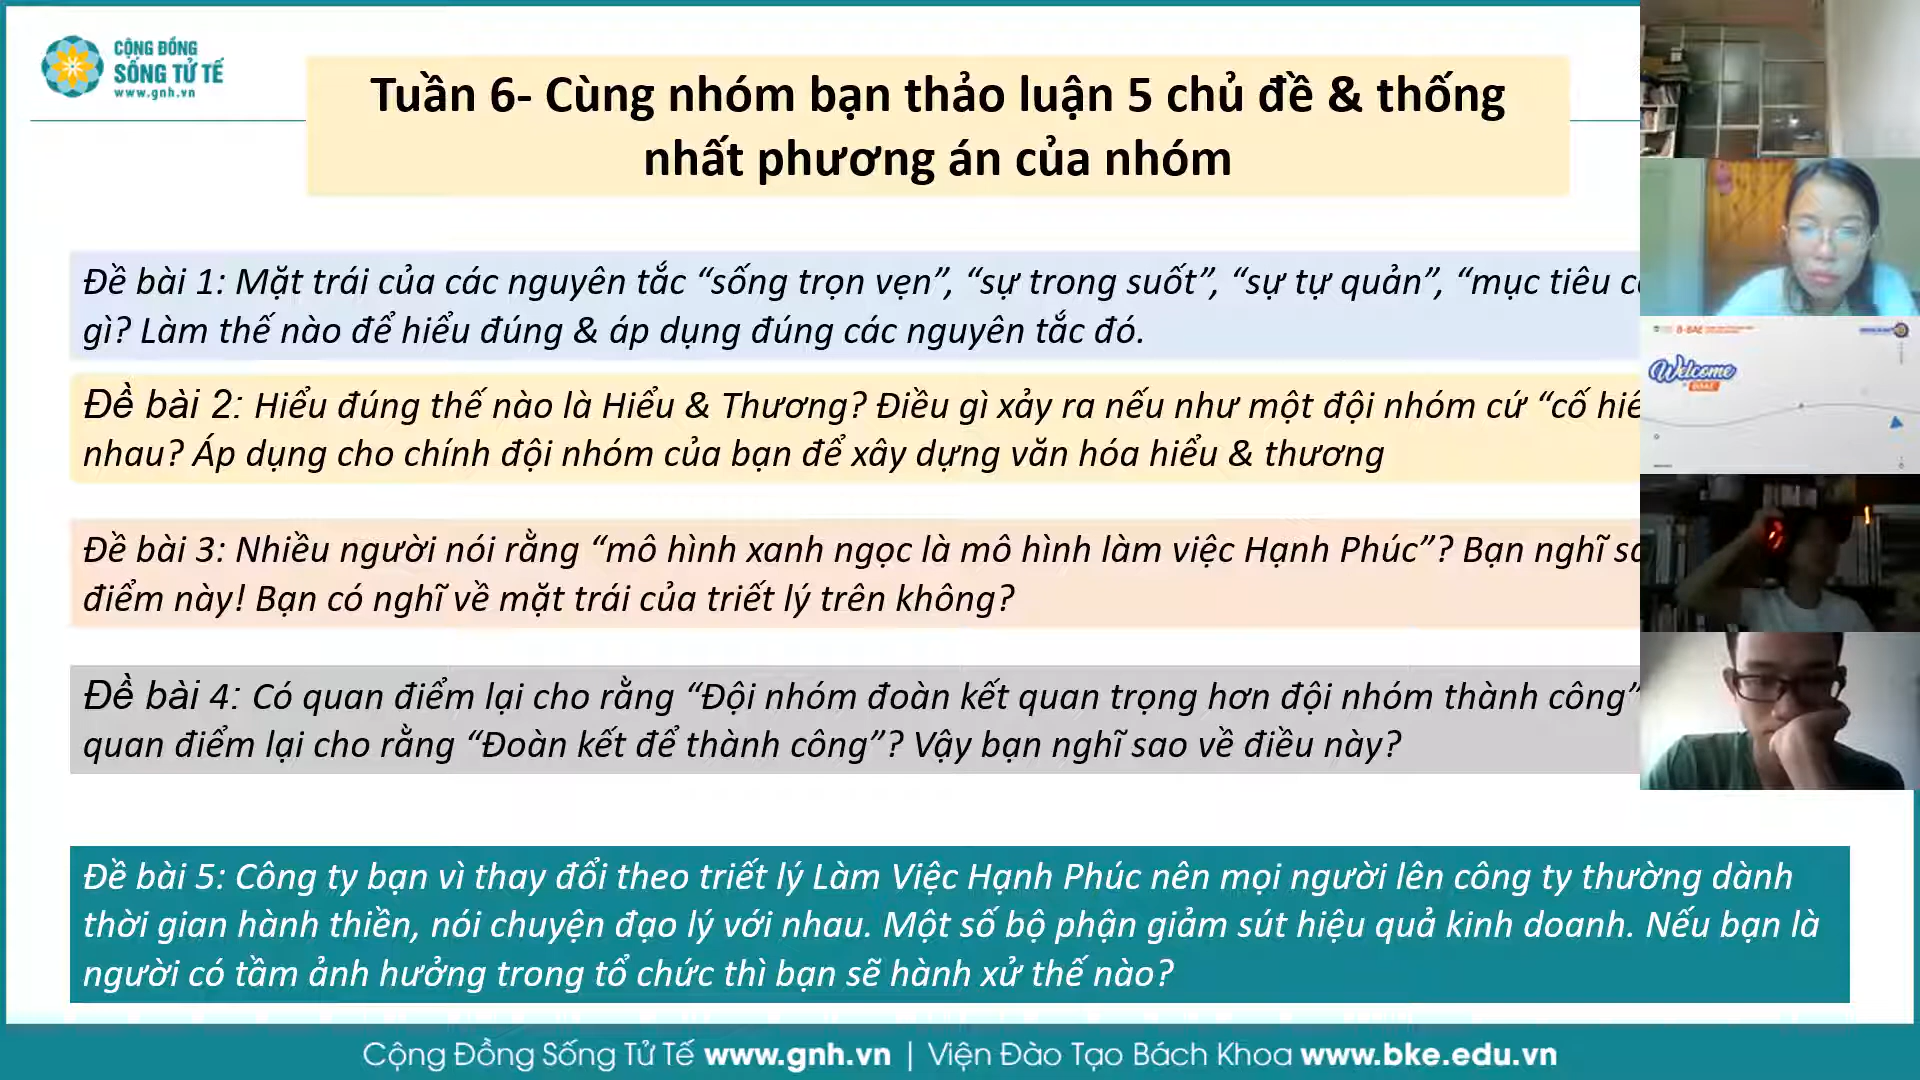 CỘNG ĐỒNG
SỐNG TỬ TẾ
www.gnh.vn
Tuần 6- Cùng nhóm bạn thảo luận 5 chủ đề & thống
nhất phương án của nhóm
Đề bài 1: Mặt trái của các nguyên tắc “sống trọn vẹn”, “sự trong suốt”, “sự tự quản”, “mục tiêu
gì? Làm thế nào để hiểu đúng & áp dụng đúng các nguyên tắc đó.
Đề bài 2: Hiểu đúng thế nào là Hiểu & Thương? Điều gì xảy ra nếu như một đội nhóm cứ “cố
nhau? Áp dụng cho chính đội nhóm của bạn để xây dựng văn hóa hiểu & thương
Đề bài 3: Nhiều người nói rằng “mô hình xanh ngọc là mô hình làm việc Hạnh Phúc”? Bạn nghĩ
điểm này! Bạn có nghĩ về mặt trái của triết lý trên không?
Đề bài 4: Có quan điểm lại cho rằng “Đội nhóm đoàn kết quan trọng hơn đội nhóm thành công”
quan điểm lại cho rằng “Đoàn kết để thành công”? Vậy bạn nghĩ sao về điều này?
Đề bài 5: Công ty bạn vì thay đổi theo triết lý Làm Việc Hạnh Phúc nên mọi người lên công ty thường dành
thời gian hành thiền, nói chuyện đạo lý với nhau. Một số bộ phận giảm sút hiệu quả kinh doanh. Nếu bạn là
người có tầm ảnh hưởng trong tổ chức thì bạn sẽ hành xử thế nào?
Welcome
Cộng Đồng Sống Tử Tế www.gnh.vn | Viện Đào Tạo Bách Khoa www.bke.edu.vn